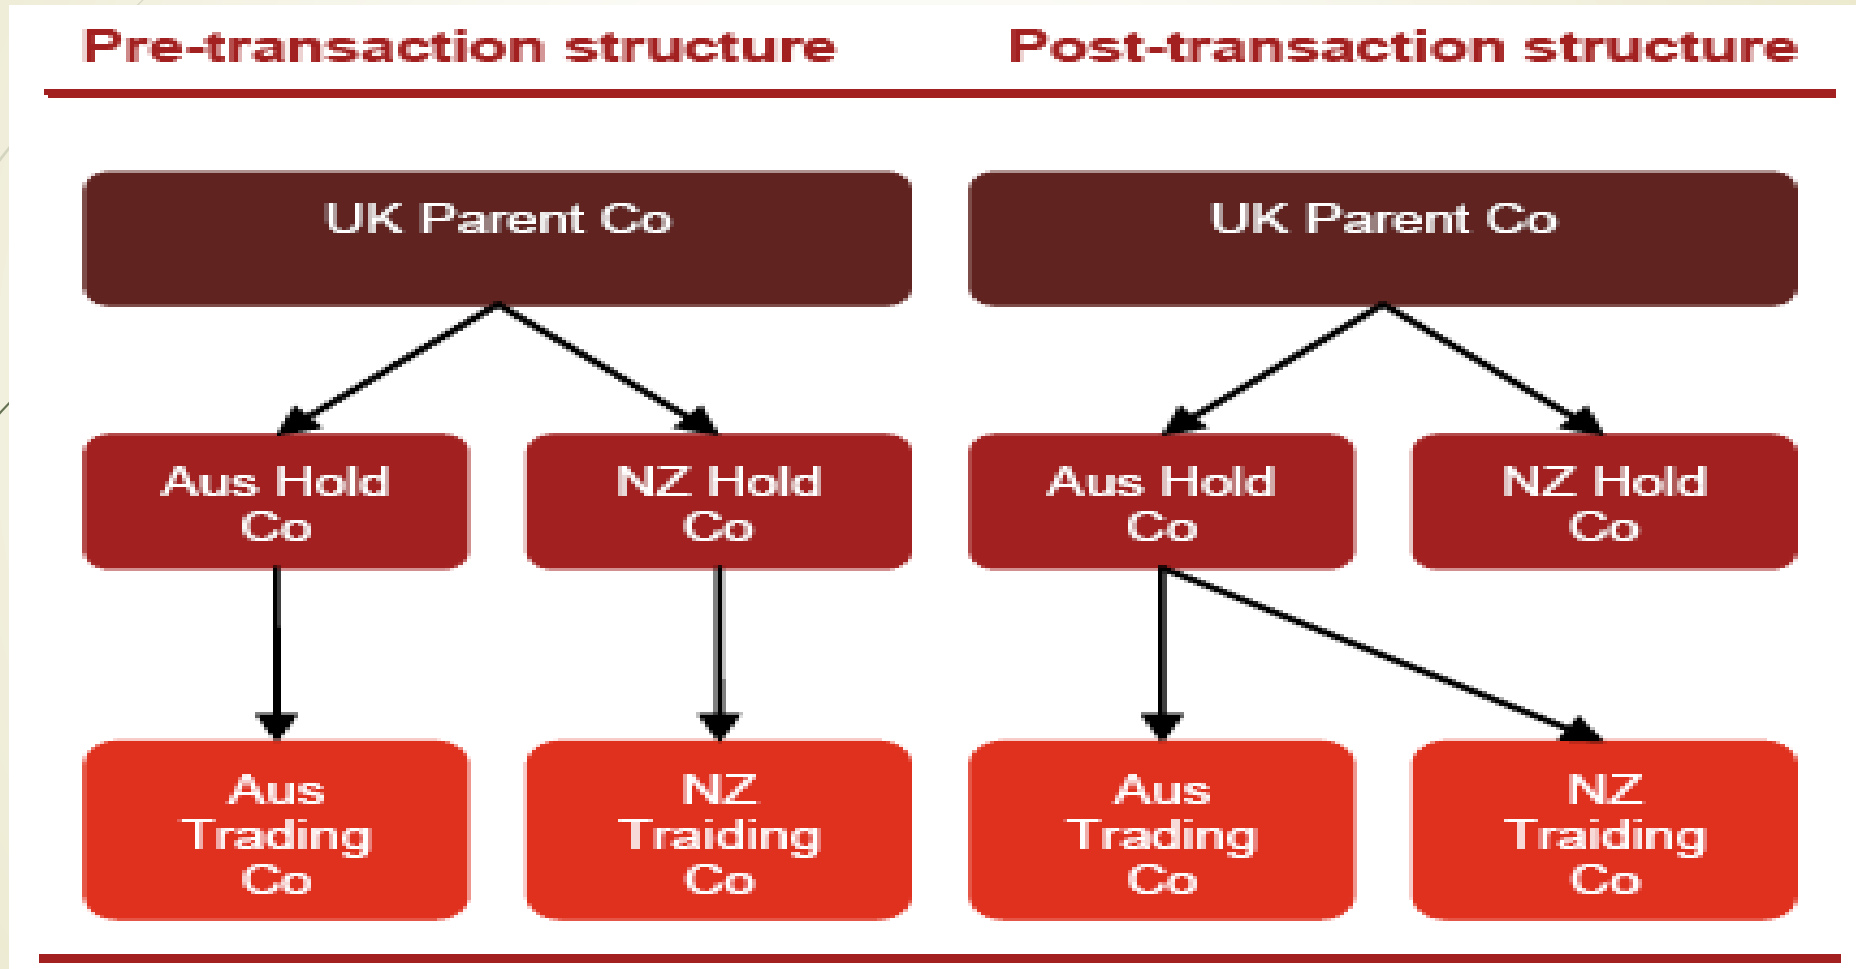 Pre-transaction structure
Post-transaction structure
UK Parent Co
UK Parent Co
Aus Hold
Co
NZ Hold
Co
Aus Hold
Co
NZ Hold
Co
Aus
Trading
Co
NZ
Traiding
Co
Aus
Trading
Co
NZ
Traiding
Co